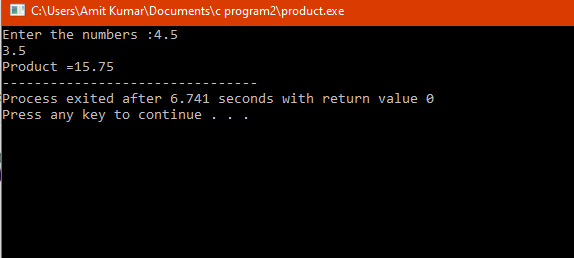 C:\Users\Amit Kumar\Documents\c program2\product.exe
Enter the numbers :4.5
3.5
Product =15.75
--------------------------------
Process exited after 6.741 seconds with return value 0
Press any key to continue . . .